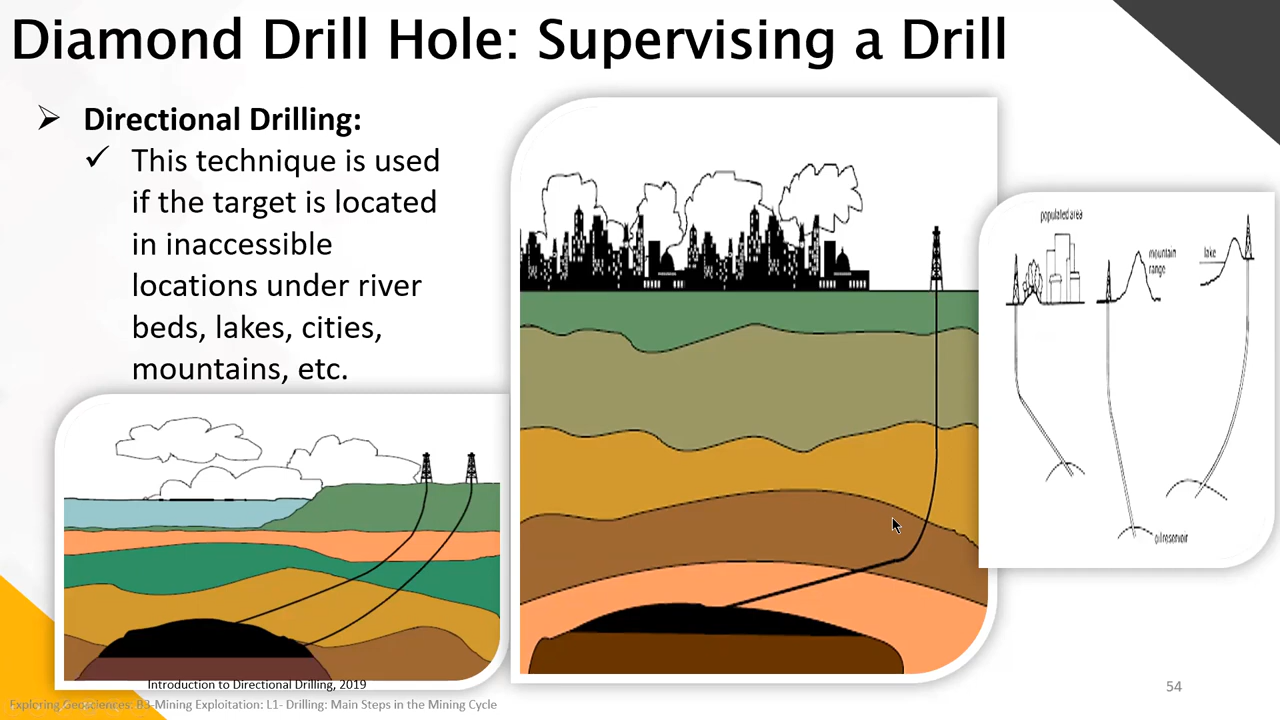 Diamond Drill Hole: Supervising a Drill
➢ Directional Drilling:
✓ This technique is used
if the target is located
in inaccessible
locations under river
beds, lakes, cities,
mountains, etc.
populated area
mountain
range
lake
oil reservoir
Introduction to Directional Drilling, 2019
Exploring Geosciences: B3-Mining Exploitation: L1- Drilling: Main Steps in the Mining Cycle
54